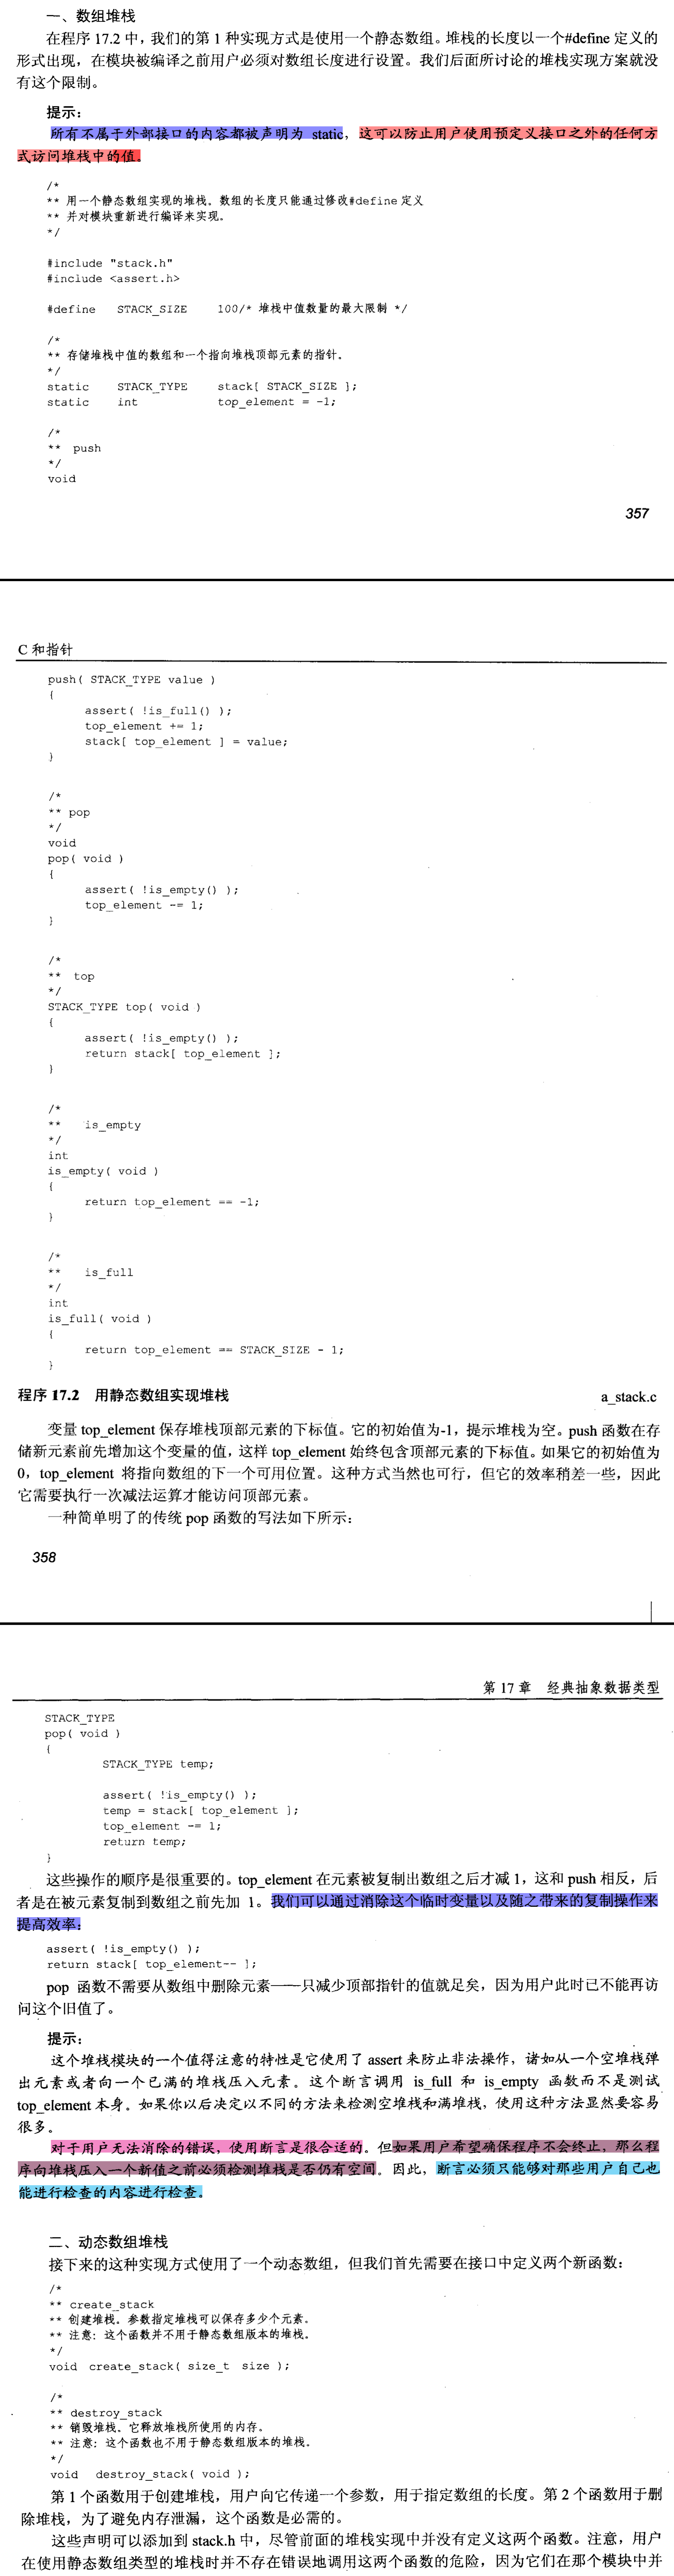 一、数组堆栈
在程序 17.2 中，我们的第 1 种实现方式是使用一个静态数组。堆栈的长度以一个#define 定义的
形式出现，在模块被编译之前用户必须对数组长度进行设置。我们后面所讨论的堆栈实现方案就没
有这个限制。
提示：
所有不属于外部接口的内容都被声明为 static，这可以防止用户使用预定义接口之外的任何方
式访问堆栈中的值。
/*
** 用一个静态数组实现的堆栈。数组的长度只能通过修改#define 定义
** 并对模块重新进行编译来实现。
*/
#include "stack.h"
#include <assert.h>
#define STACK_SIZE 100/* 堆栈中值数量的最大限制 */
/*
** 存储堆栈中值的数组和一个指向堆栈顶部元素的指针。
*/
static STACK_TYPE stack[ STACK_SIZE ];
static int top_element = -1;
/*
** push
*/
void
357
C 和指针
push( STACK_TYPE value )
{
assert( !is_full() );
top_element += 1;
stack[ top_element ] = value;
}
/*
** pop
*/
void
pop( void )
{
assert( !is_empty() );
top_element -= 1;
}
/*
** top
*/
STACK_TYPE top( void )
{
assert( !is_empty() );
return stack[ top_element ];
}
/*
** is_empty
*/
int
is_empty( void )
{
return top_element == -1;
}
/*
** is_full
*/
int
is_full( void )
{
return top_element == STACK_SIZE - 1;
}
程序 17.2 用静态数组实现堆栈 a_stack.c
变量 top_element 保存堆栈顶部元素的下标值。它的初始值为-1，提示堆栈为空。push 函数在存
储新元素前先增加这个变量的值，这样 top_element 始终包含顶部元素的下标值。如果它的初始值为
0，top_element 将指向数组的下一个可用位置。这种方式当然也可行，但它的效率稍差一些，因此
它需要执行一次减法运算才能访问顶部元素。
一种简单明了的传统 pop 函数的写法如下所示：
358
第 17 章 经典抽象数据类型
STACK_TYPE
pop( void )
{
STACK_TYPE temp;
assert( !is_empty() );
temp = stack[ top_element ];
top_element -= 1;
return temp;
}
这些操作的顺序是很重要的。top_element 在元素被复制出数组之后才减 1，这和 push 相反，后
者是在被元素复制到数组之前先加 1。我们可以通过消除这个临时变量以及随之带来的复制操作来
提高效率：
assert( !is_empty() );
return stack[ top_element-- ];
pop 函数不需要从数组中删除元素——只减少顶部指针的值就足矣，因为用户此时已不能再访
问这个旧值了。
提示：
这个堆栈模块的一个值得注意的特性是它使用了 assert 来防止非法操作，诸如从一个空堆栈弹
出元素或者向一个已满的堆栈压入元素。这个断言调用 is_full 和 is_empty 函数而不是测试
top_element 本身。如果你以后决定以不同的方法来检测空堆栈和满堆栈，使用这种方法显然要容易
很多。
对于用户无法消除的错误，使用断言是很合适的。但如果用户希望确保程序不会终止，那么程
序向堆栈压入一个新值之前必须检测堆栈是否仍有空间。因此，断言必须只能够对那些用户自己也
能进行检查的内容进行检查。
二、动态数组堆栈
接下来的这种实现方式使用了一个动态数组，但我们首先需要在接口中定义两个新函数：
/*
** create_stack
** 创建堆栈。参数指定堆栈可以保存多少个元素。
** 注意：这个函数并不用于静态数组版本的堆栈。
*/
void create_stack( size_t size );
/*
** destroy_stack
** 销毁堆栈。它释放堆栈所使用的内存。
** 注意：这个函数也不用于静态数组版本的堆栈。
*/
void destroy_stack( void );
第 1 个函数用于创建堆栈，用户向它传递一个参数，用于指定数组的长度。第 2 个函数用于删
除堆栈，为了避免内存泄漏，这个函数是必需的。
这些声明可以添加到 stack.h 中，尽管前面的堆栈实现中并没有定义这两个函数。注意，用户
在使用静态数组类型的堆栈时并不存在错误地调用这两个函数的危险，因为它们在那个模块中并